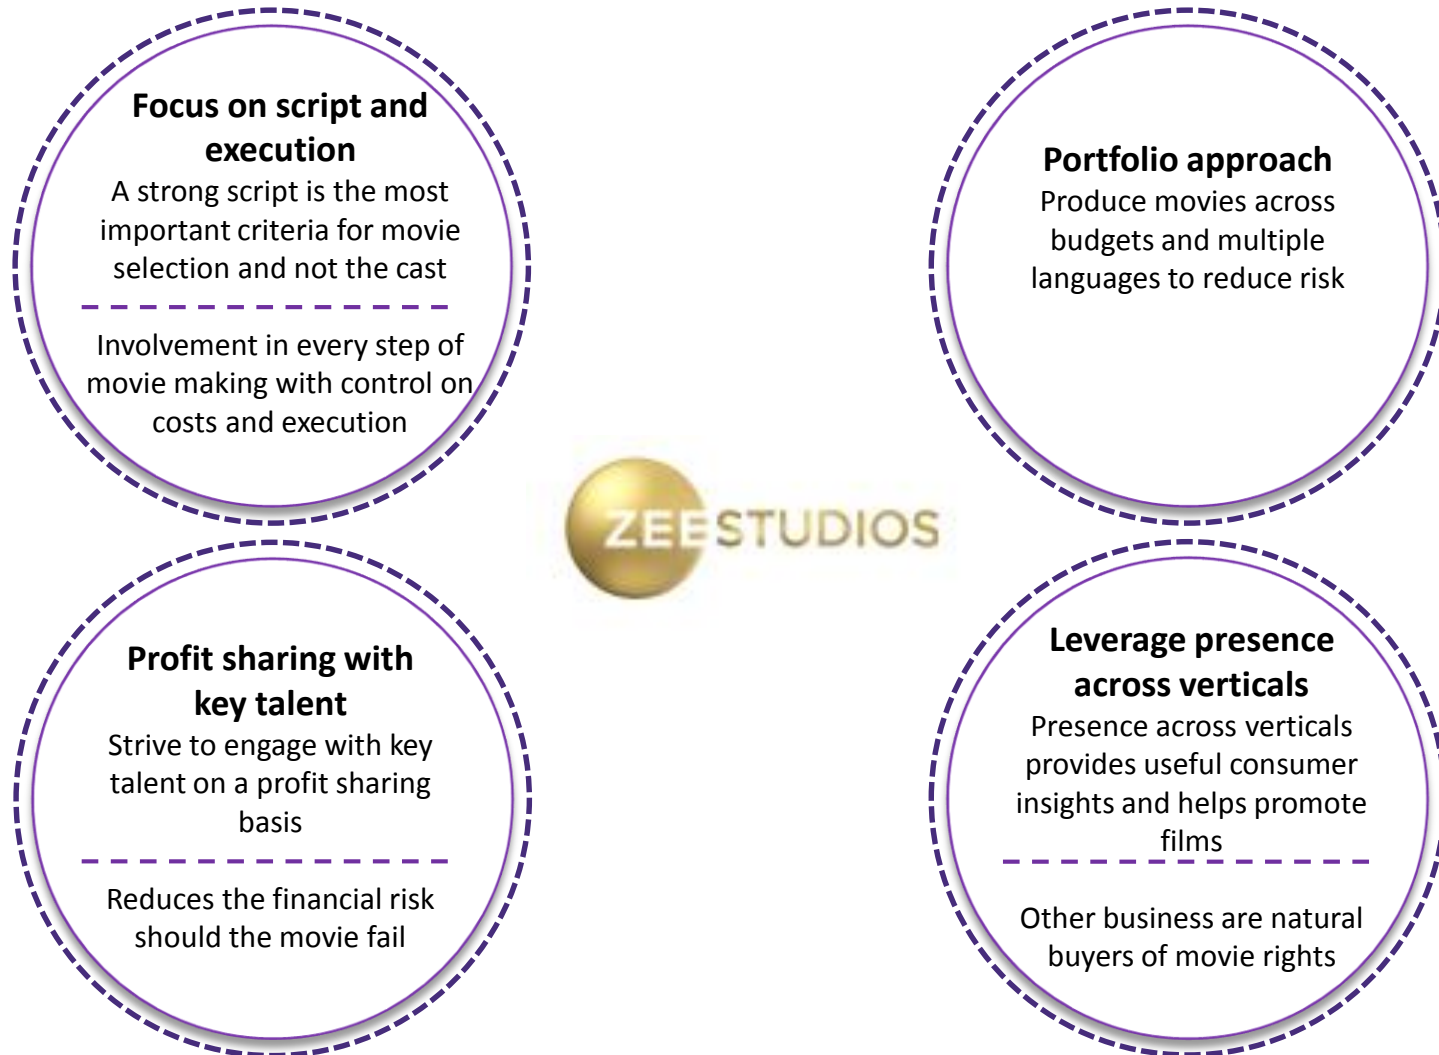 Focus on script and
execution
A strong script is the most
important criteria for movie
selection and not the cast
Involvement in every step of
movie making with control on
costs and execution
Portfolio approach
Produce movies across
budgets and multiple
languages to reduce risk
ZEESTUDIOS
Profit sharing with
key talent
Strive to engage with key
talent on a profit sharing
basis
Reduces the financial risk
should the movie fail
Leverage presence
across verticals
Presence across verticals
provides useful consumer
insights and helps promote
films
Other business are natural
buyers of movie rights